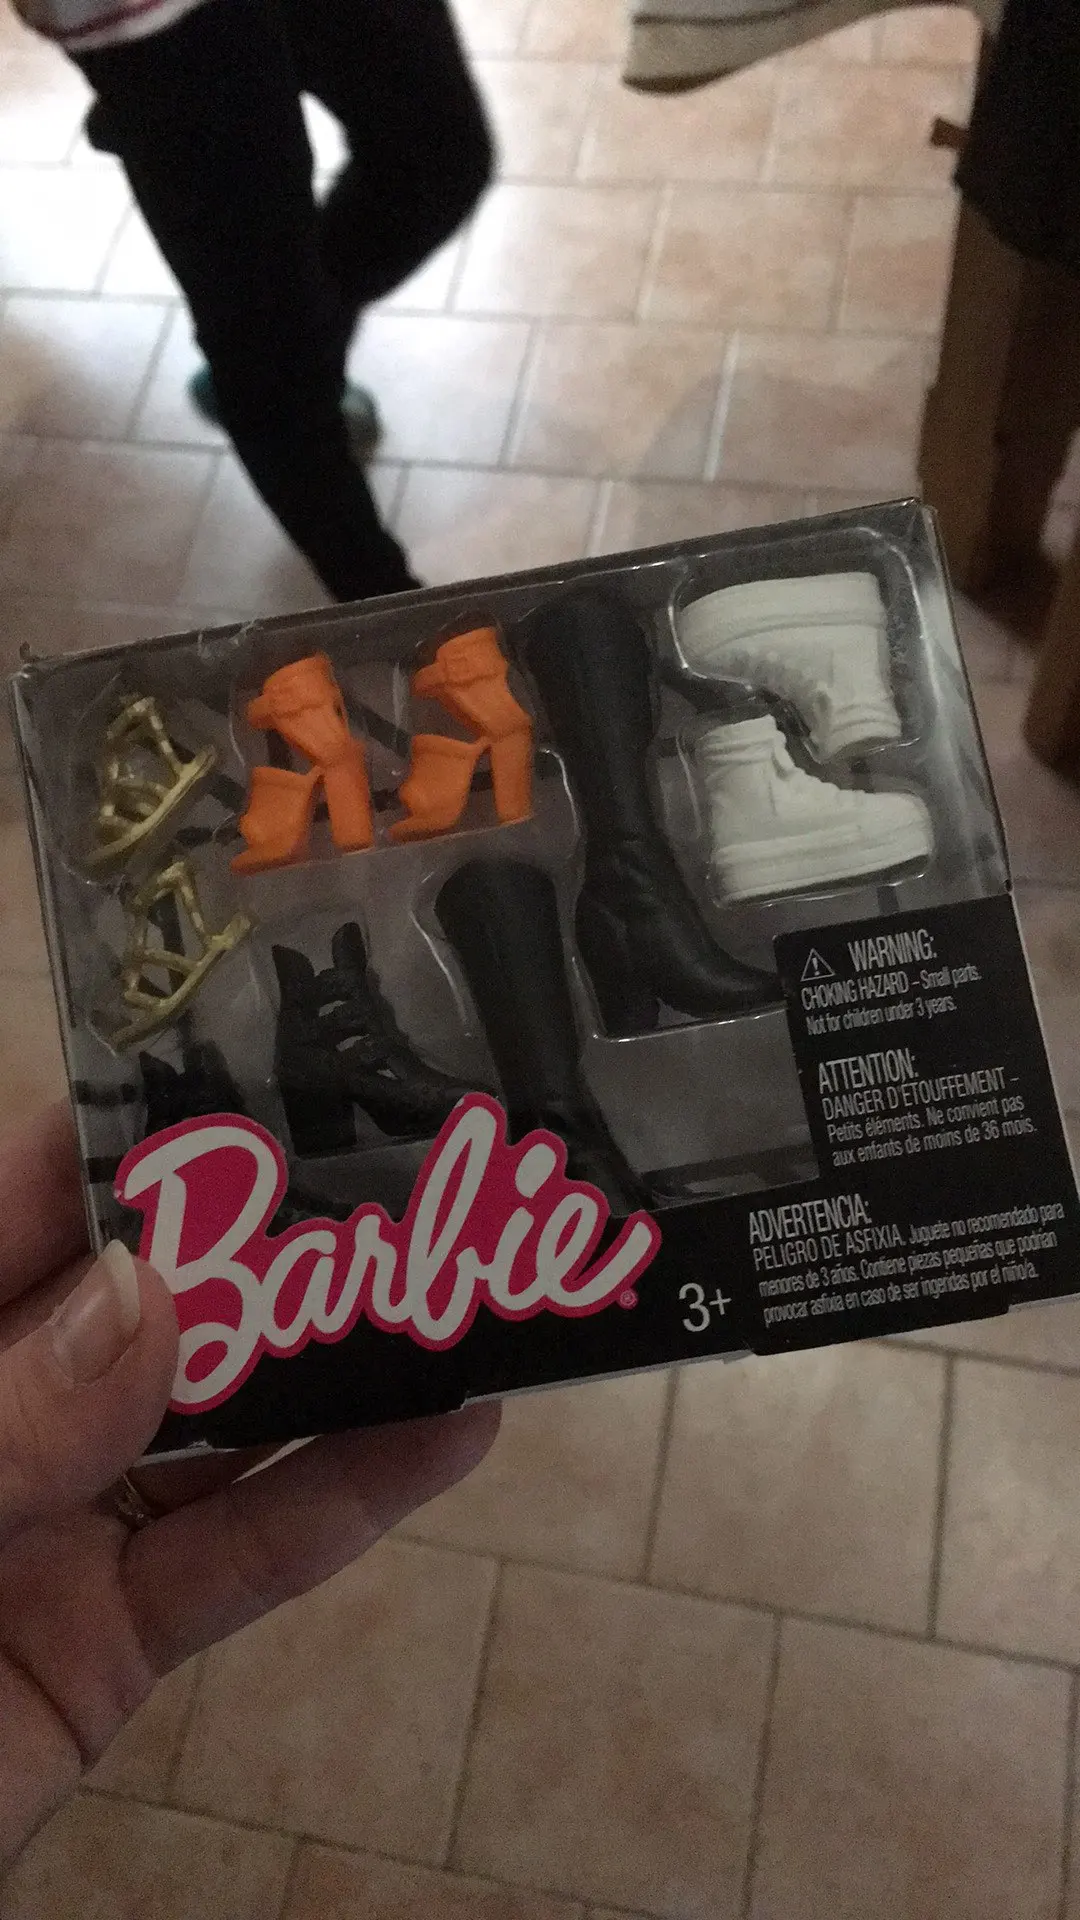 Barbie®
3+
WARNING:
CHOKING HAZARD – Small parts.
Not for children under 3 years.
ATTENTION:
DANGER D'ÉTOUFFEMENT –
Petits éléments. Ne convient pas
aux enfants de moins de 36 mois.
ADVERTENCIA:
PELIGRO DE ASFIXIA. Juguete no recomendado para
menores de 3 años. Contiene piezas pequeñas que podrían
provocar asfixia en caso de ser ingeridas por el niño/a.